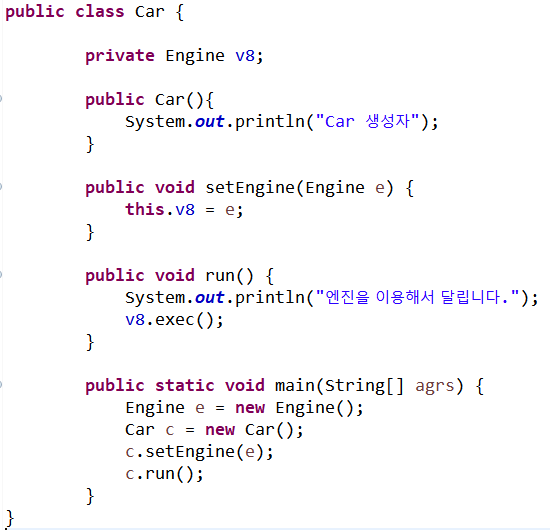 public class Car {
private Engine v8;
public Car(){
System.out.println("Car 생성자");
}
public void setEngine(Engine e) {
this.v8 = e;
}
public void run() {
System.out.println("엔진을 이용해서 달립니다.");
v8.exec();
}
public static void main(String[] agrs) {
Engine e = new Engine();
Car c = new Car();
c.setEngine(e);
c.run();
}
}